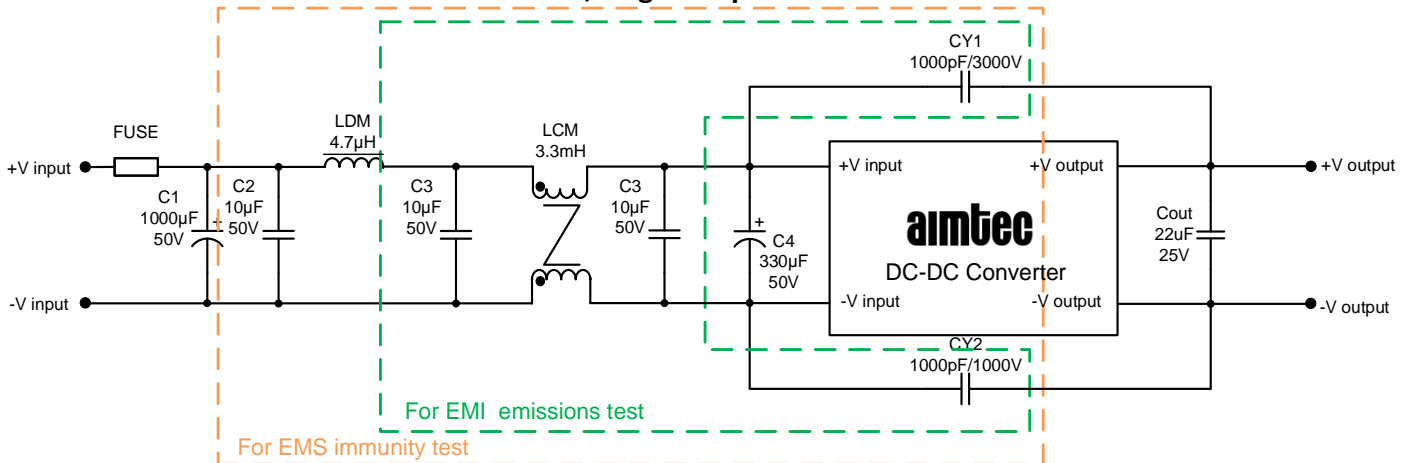 CY1
1000pF/3000V
FUSE
LDM
4.7µH
LCM
3.3mH
+V input
C1
1000µF
50V
+
C2
10µF
50V
C3
10µF
50V
C3
10µF
50V
+
C4
330µF
50V
+V input
+V output
aimtec
DC-DC Converter
-V input
-V output
Cout
22uF
25V
+V output
-V input
-V output
CY2
1000pF/1000V
For EMI emissions test
For EMS immunity test